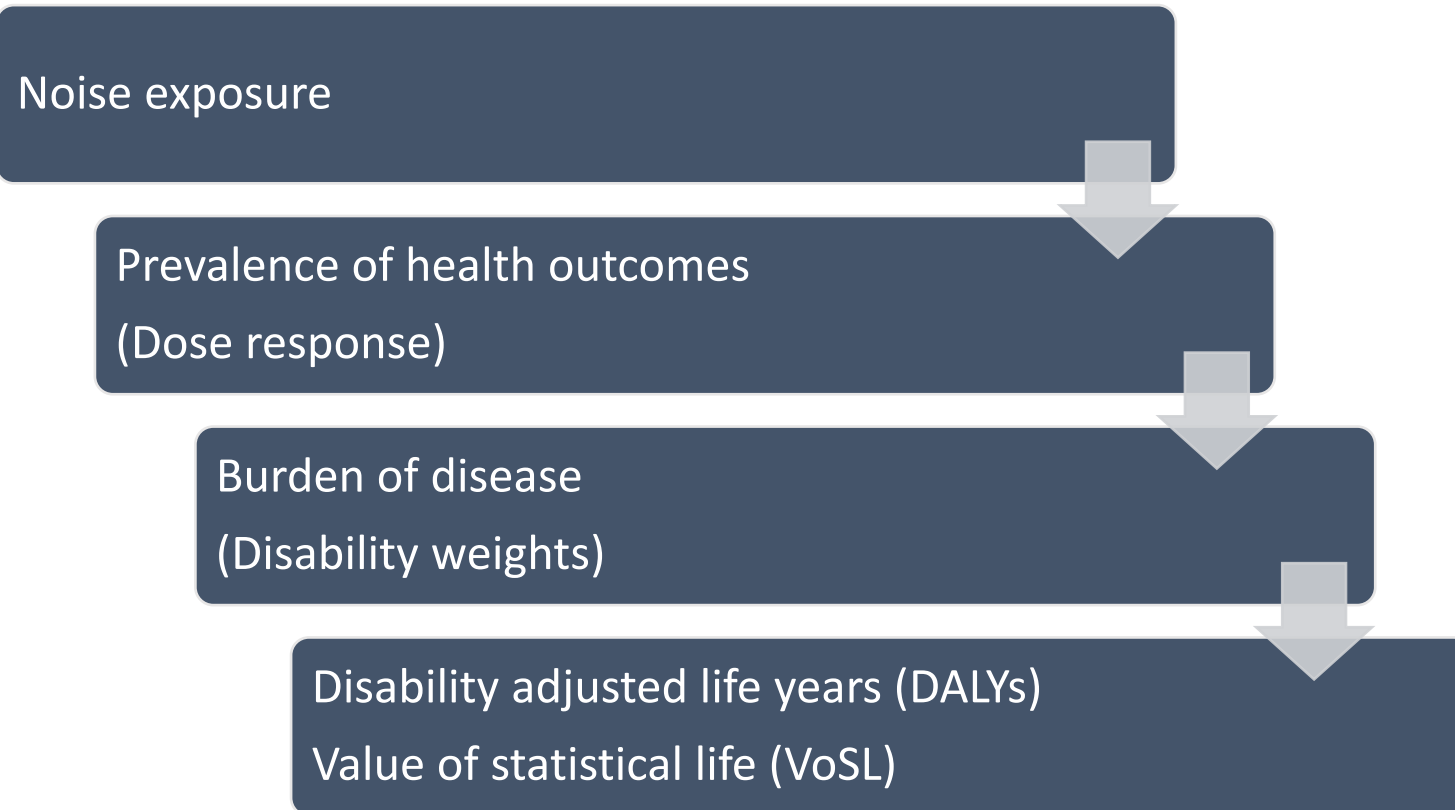 Noise exposure
Prevalence of health outcomes
(Dose response)
Burden of disease
(Disability weights)
Disability adjusted life years (DALYs)
Value of statistical life (VoSL)